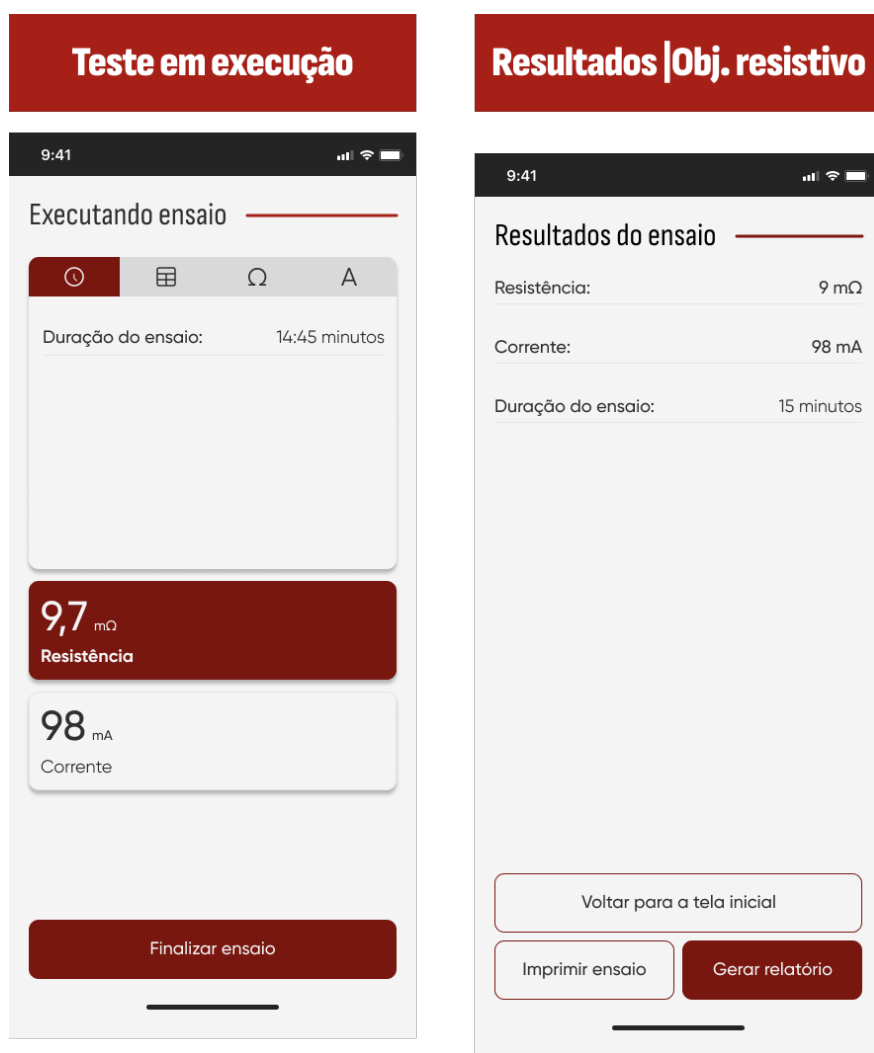 Teste em execução
9:41
Executando ensaio
Ω A
Duração do ensaio: 14:45 minutos
9,7 mΩ
Resistência
98 mA
Corrente
Finalizar ensaio
Resultados |Obj. resistivo
9:41
Resultados do ensaio
Resistência: 9 mΩ
Corrente: 98 mA
Duração do ensaio: 15 minutos
Voltar para a tela inicial
Imprimir ensaio
Gerar relatório